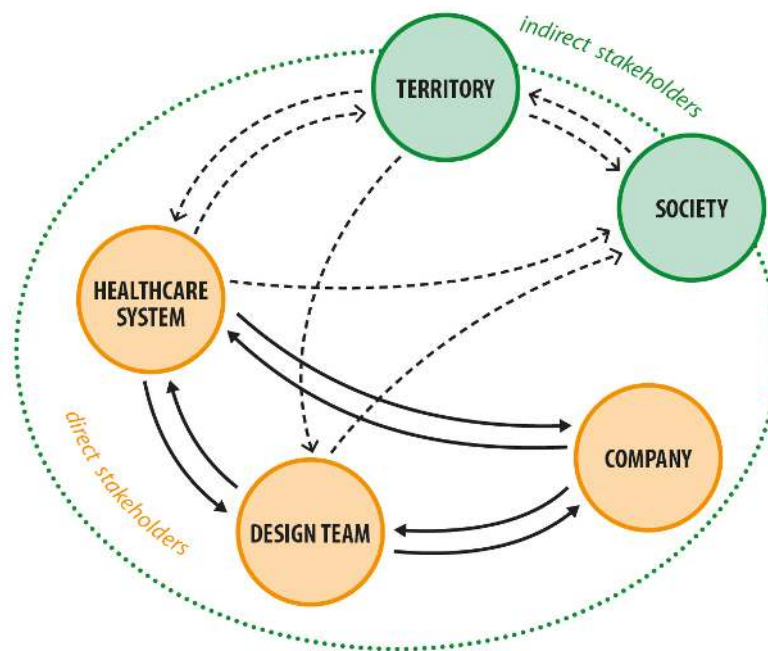 indirect stakeholders
TERRITORY
SOCIETY
HEALTHCARE
SYSTEM
direct stakeholders
COMPANY
DESIGN TEAM